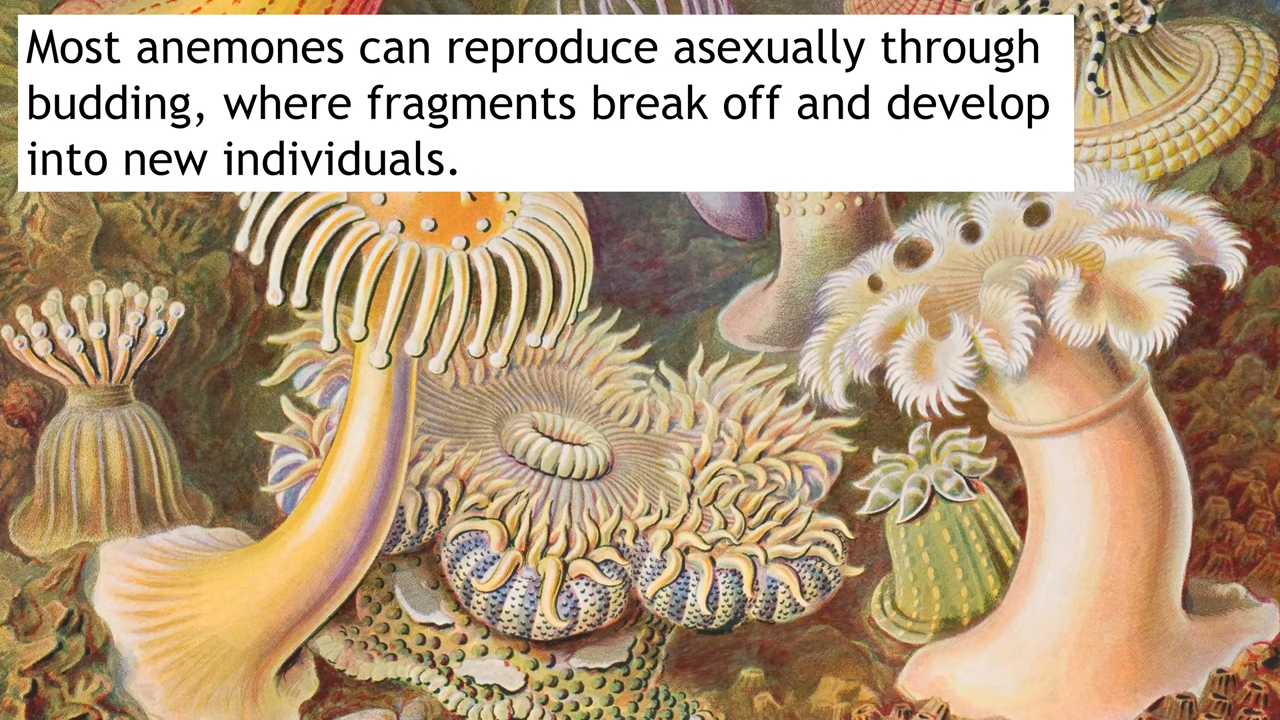 Most anemones can reproduce asexually through
budding, where fragments break off and develop
into new individuals.